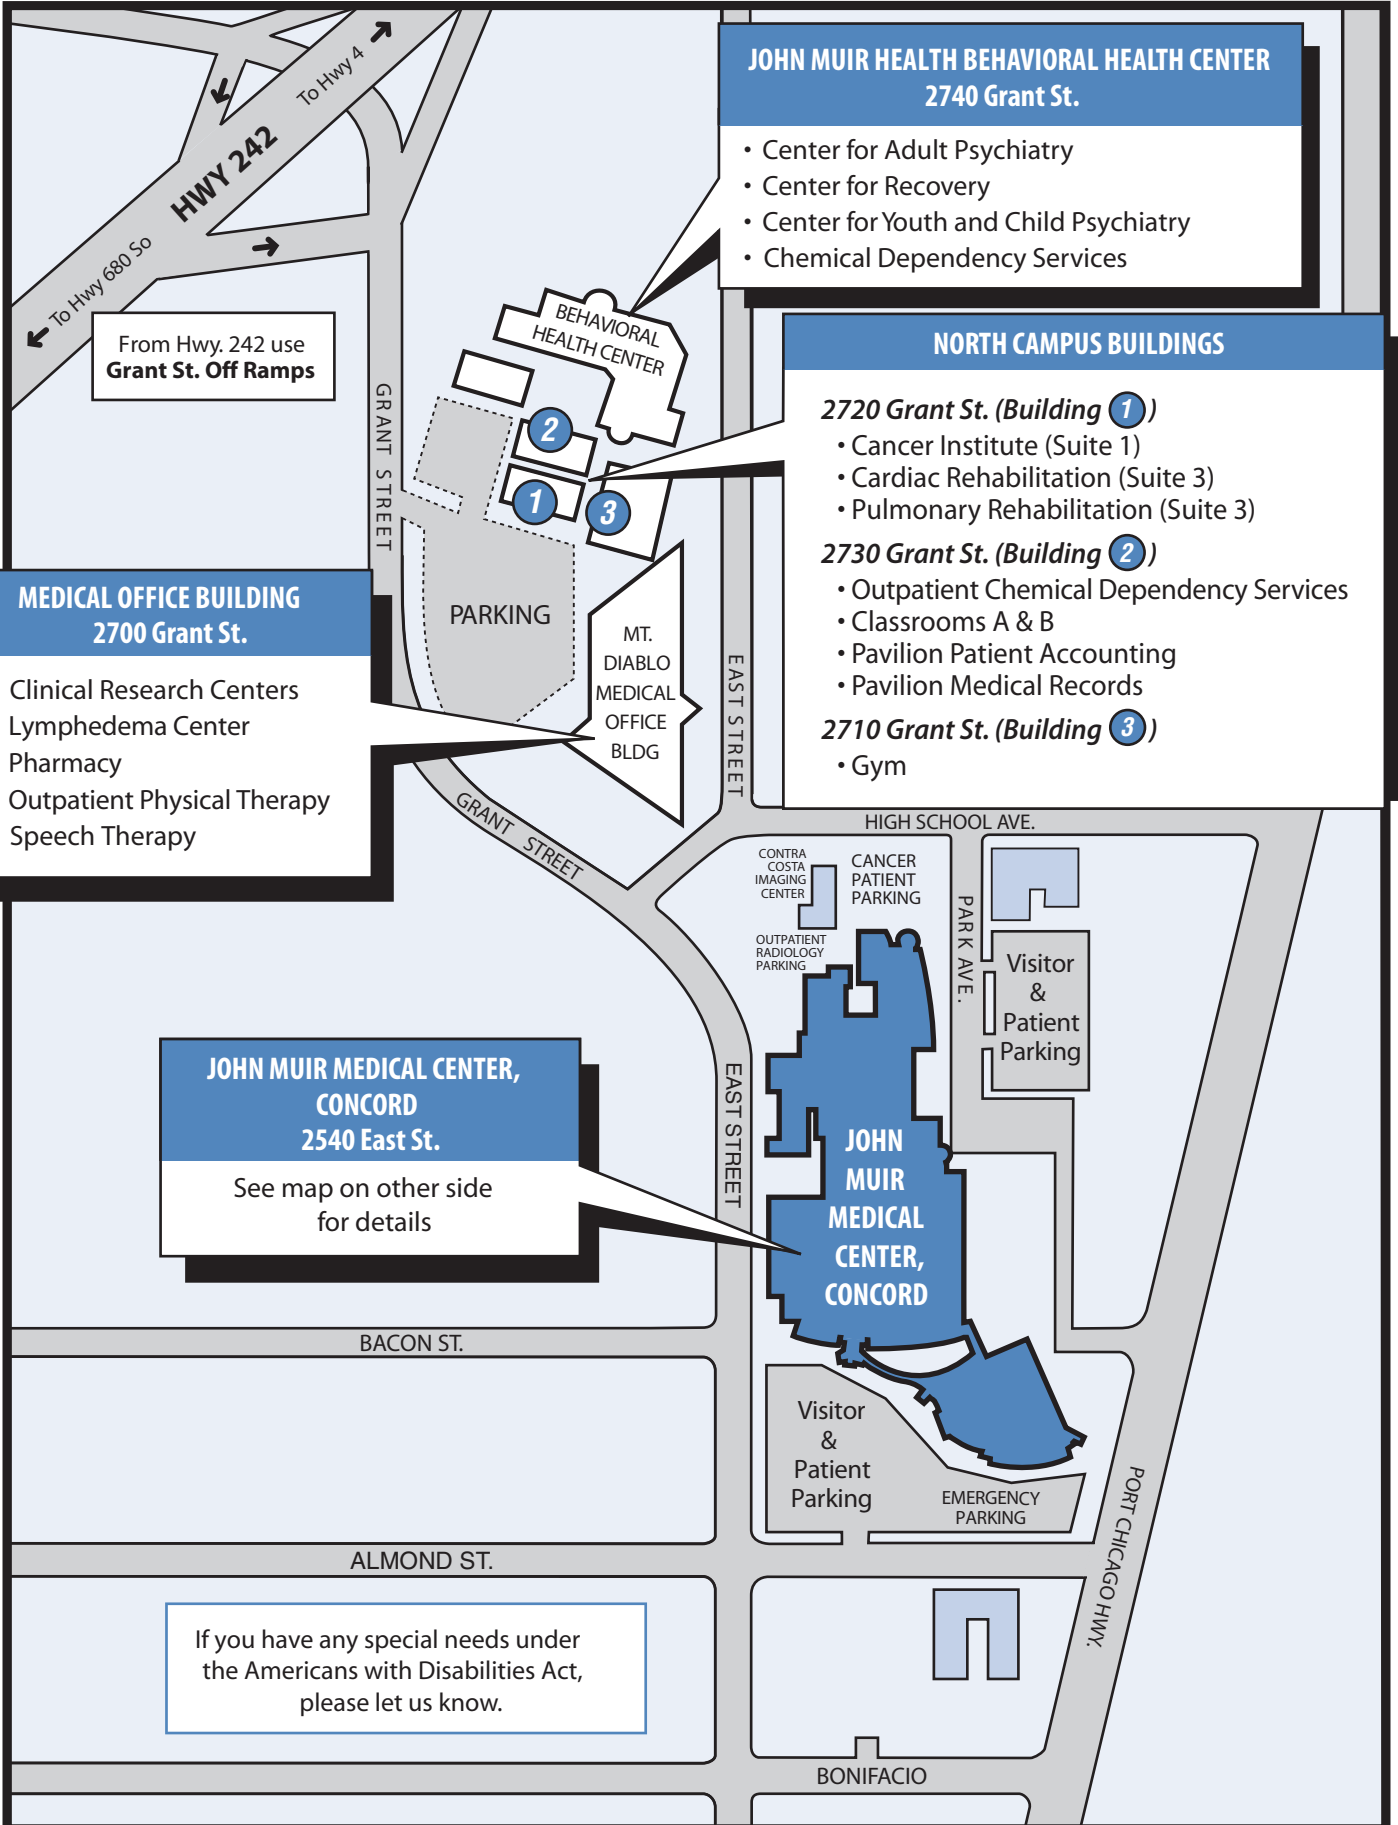 To Hwy 4
HWY 242
To Hwy 680 So
From Hwy. 242 use
Grant St. Off Ramps
JOHN MUIR HEALTH BEHAVIORAL HEALTH CENTER
2740 Grant St.
• Center for Adult Psychiatry
• Center for Recovery
• Center for Youth and Child Psychiatry
• Chemical Dependency Services
BEHAVIORAL
HEALTH CENTER
NORTH CAMPUS BUILDINGS
2720 Grant St. (Building 1)
• Cancer Institute (Suite 1)
• Cardiac Rehabilitation (Suite 3)
• Pulmonary Rehabilitation (Suite 3)
2730 Grant St. (Building 2)
• Outpatient Chemical Dependency Services
• Classrooms A & B
• Pavilion Patient Accounting
• Pavilion Medical Records
2710 Grant St. (Building 3)
• Gym
GRANT STREET
2
1
3
PARKING
MEDICAL OFFICE BUILDING
2700 Grant St.
Clinical Research Centers
Lymphedema Center
Pharmacy
Outpatient Physical Therapy
Speech Therapy
MT.
DIABLO
MEDICAL
OFFICE
BLDG
EAST STREET
GRANT STREET
HIGH SCHOOL AVE.
CONTRA
COSTA
IMAGING
CENTER
CANCER
PATIENT
PARKING
OUTPATIENT
RADIOLOGY
PARKING
PARK AVE.
Visitor
&
Patient
Parking
JOHN MUIR MEDICAL CENTER,
CONCORD
2540 East St.
See map on other side
for details
EAST STREET
JOHN
MUIR
MEDICAL
CENTER,
CONCORD
BACON ST.
Visitor
&
Patient
Parking
EMERGENCY
PARKING
PORT CHICAGO HWY.
ALMOND ST.
If you have any special needs under
the Americans with Disabilities Act,
please let us know.
BONIFACIO